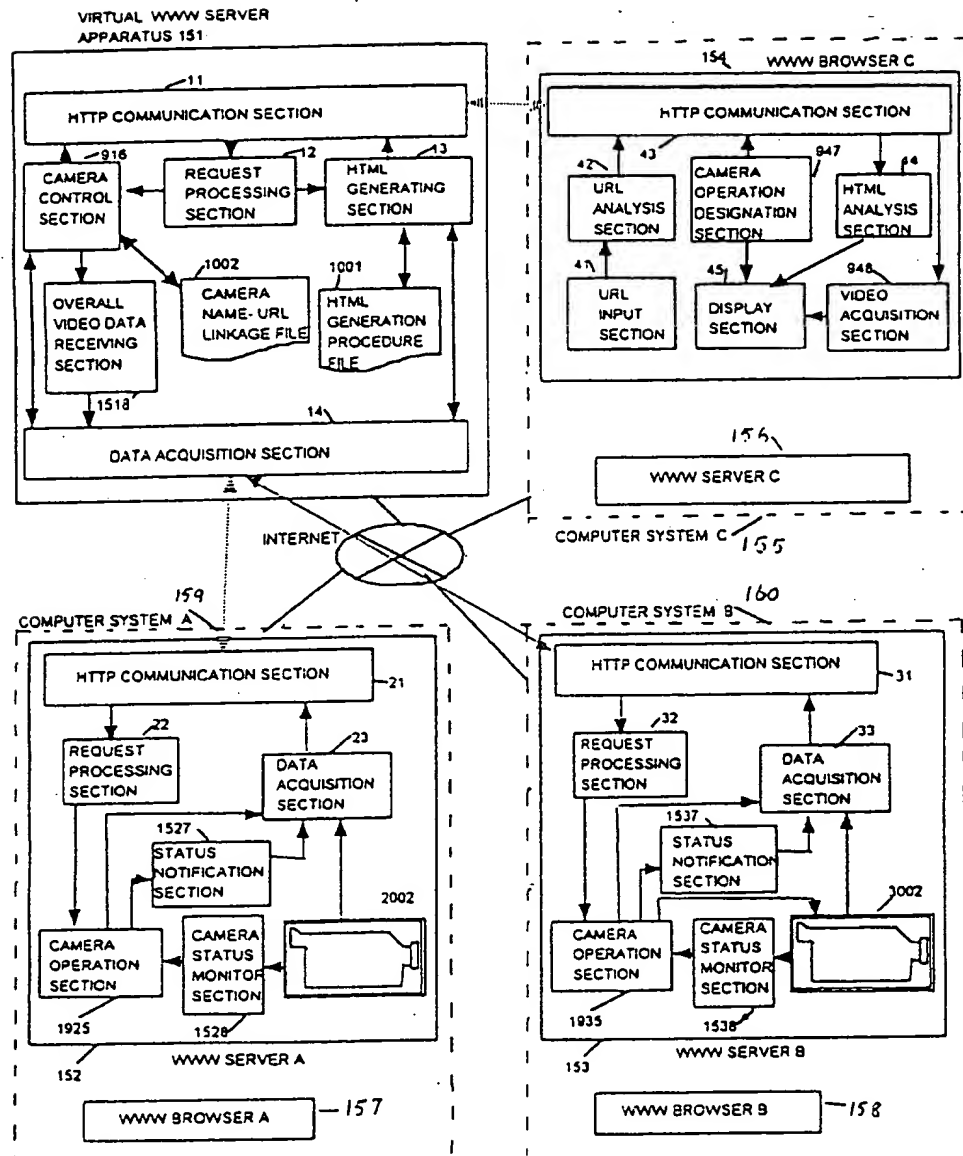 VIRTUAL WWW SERVER
APPARATUS 151
11
HTTP COMMUNICATION SECTION
916
CAMERA
CONTROL
SECTION
12
REQUEST
PROCESSING
SECTION
13
HTML
GENERATING
SECTION
OVERALL
VIDEO DATA
RECEIVING
SECTION
1518
1002
CAMERA
NAME-URL
LINKAGE FILE
1001
HTML
GENERATION
PROCEDURE
FILE
14
DATA ACQUISITION SECTION
154
WWW BROWSER C
HTTP COMMUNICATION SECTION
43
42
URL
ANALYSIS
SECTION
947
CAMERA
OPERATION
DESIGNATION
SECTION
44
HTML
ANALYSIS
SECTION
41
URL
INPUT
SECTION
45
DISPLAY
SECTION
948
VIDEO
ACQUISITION
SECTION
156
WWW SERVER C
COMPUTER SYSTEM C
155
INTERNET
159
COMPUTER SYSTEM A
HTTP COMMUNICATION SECTION
21
22
REQUEST
PROCESSING
SECTION
23
DATA
ACQUISITION
SECTION
1527
STATUS
NOTIFICATION
SECTION
2002
CAMERA
OPERATION
SECTION
1925
CAMERA
STATUS
MONITOR
SECTION
1528
152
WWW SERVER A
WWW BROWSER A
157
160
COMPUTER SYSTEM B
HTTP COMMUNICATION SECTION
31
32
REQUEST
PROCESSING
SECTION
33
DATA
ACQUISITION
SECTION
1537
STATUS
NOTIFICATION
SECTION
3002
CAMERA
OPERATION
SECTION
1935
CAMERA
STATUS
MONITOR
SECTION
1538
153
WWW SERVER B
WWW BROWSER B
158